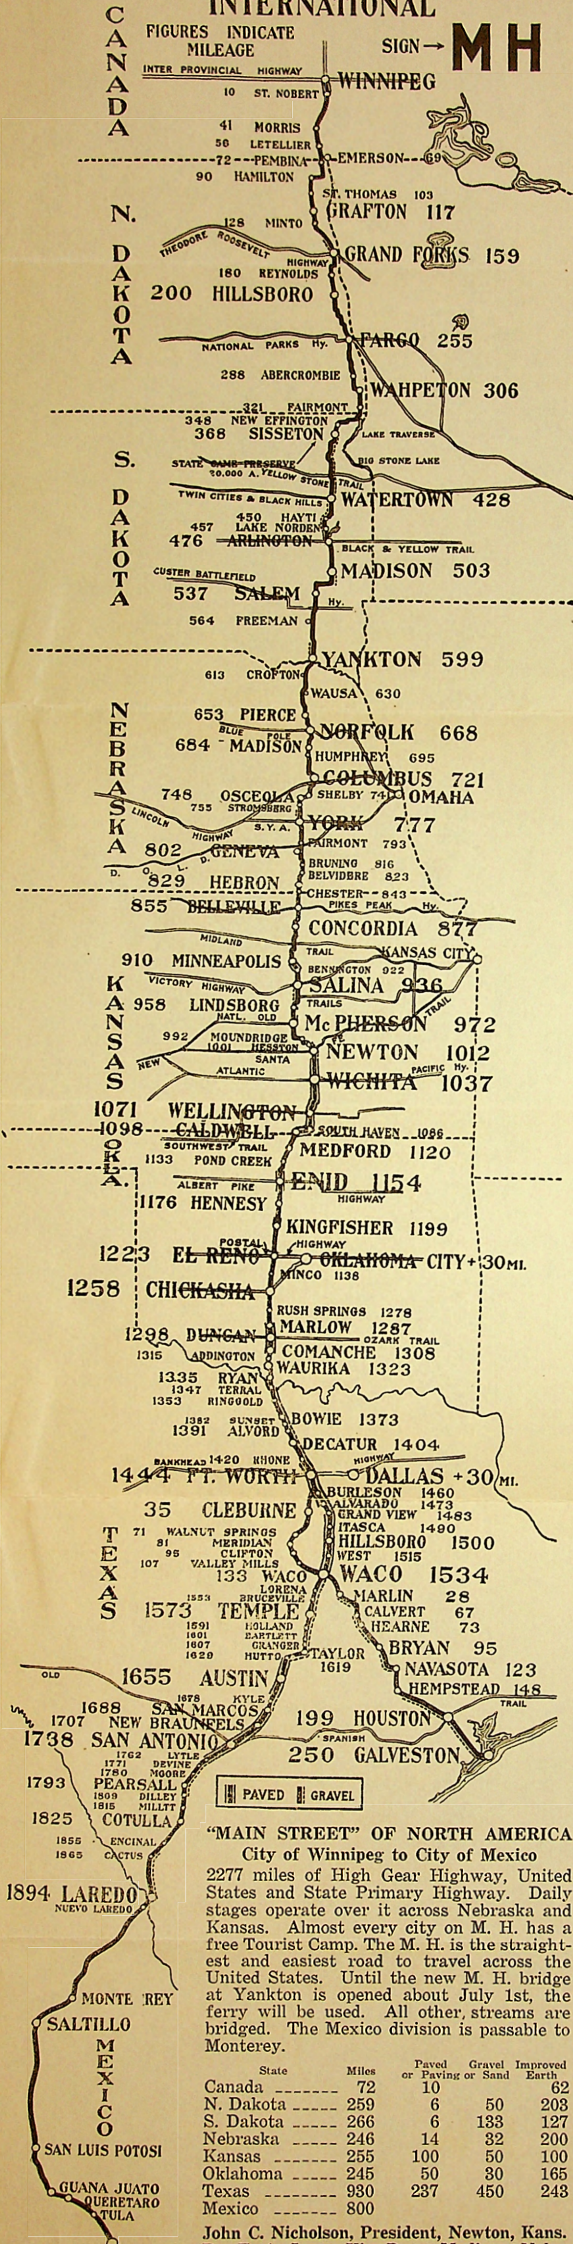 INTERNATIONAL
FIGURES INDICATE
MILEAGE
SIGN→ MH
CANADA
INTER PROVINCIAL HIGHWAY
WINNIPEG
10 ST. NOBERT
41 MORRIS
56 LETELLIER
72 PEMBINA EMERSON 69
90 HAMILTON
ST. THOMAS 103
N. DAKOTA
GRAFTON 117
128 MINTO
THEODORE ROOSEVELT HIGHWAY
GRAND FORKS 159
180 REYNOLDS
200 HILLSBORO
FARGO 255
NATIONAL PARKS Hy.
288 ABERCROMBIE
WAHPETON 306
321 FAIRMONT
348 NEW EFFINGTON
368 SISSETON
LAKE TRAVERSE
S. DAKOTA
BIG STONE LAKE
STATE GAME PRESERVE
20,000 A.
YELLOW STONE TRAIL
TWIN CITIES & BLACK HILLS
WATERTOWN 428
450 HAYTI
457 LAKE NORDEN
476 ARLINGTON
BLACK & YELLOW TRAIL
MADISON 503
CUSTER BATTLEFIELD Hy.
537 SALEM
564 FREEMAN
YANKTON 599
613 CROFTON
WAUSA 630
NEBRASKA
653 PIERCE
BLUE POLE
NORFOLK 668
684 MADISON
HUMPHREY 695
COLUMBUS 721
748 OSCEOLA
SHELBY 741
OMAHA
755 STROMSBERG
LINCOLN HIGHWAY
S.Y.A.
YORK 777
802 GENEVA
FAIRMONT 793
D. O. L. D.
BRUNING 816
829 HEBRON
BELVIDBRE 823
CHESTER 843
855 BELLEVILLE
PIKES PEAK Hy.
CONCORDIA 877
MIDLAND TRAIL
KANSAS CITY
910 MINNEAPOLIS
BENNINGTON 922
KANSAS
VICTORY HIGHWAY
SALINA 936
958 LINDSBORG
TRAILS
NATL. OLD
TRAIL
MC PHERSON 972
992 MOUNDRIDGE
1001 HESSTON
NEWTON 1012
NEW SANTA FE
ATLANTIC PACIFIC Hy.
WICHITA 1037
1071 WELLINGTON
1098 CALDWELL
SOUTH HAVEN 1086
OKLA.
SOUTHWEST TRAIL
MEDFORD 1120
1133 POND CREEK
ALBERT PIKE HIGHWAY
ENID 1154
1176 HENNESY
KINGFISHER 1199
POSTAL HIGHWAY
1223 EL RENO
OKLAHOMA CITY+30 MI.
MINCO 1138
1258 CHICKASHA
RUSH SPRINGS 1278
MARLOW 1287
1298 DUNCAN
OZARK TRAIL
COMANCHE 1308
1315 ADDINGTON
WAURIKA 1323
1335 RYAN
1347 TERRAL
1353 RINGGOLD
1382 SUNSET
BOWIE 1373
1391 ALVORD
DECATUR 1404
BANKHEAD HIGHWAY
1420 RHONE
1444 FT. WORTH
DALLAS +30 MI.
BURLESON 1460
ALVARADO 1473
35 CLEBURNE
GRAND VIEW 1483
ITASCA 1490
TEXAS
71 WALNUT SPRINGS
81 MERIDIAN
HILLSBORO 1500
95 CLIFTON
WEST 1515
107 VALLEY MILLS
133 WACO
WACO 1534
LORENA
1553 BRUCEVILLE
MARLIN 28
1573 TEMPLE
CALVERT 67
HEARNE 73
1591 HOLLAND
1601 BARTLETT
1607 GRANGER
BRYAN 95
1629 HUTTO
TAYLOR
1619
NAVASOTA 123
OLD
1655 AUSTIN
HEMPSTEAD 148
1678 KYLE
TRAIL
1688 SAN MARCOS
1707 NEW BRAUNFELS
199 HOUSTON
1738 SAN ANTONIO
SPANISH
250 GALVESTON
1762 LYTLE
1771 DEVINE
1780 MOORE
1793 PEARSALL
1809 DILLEY
1815 MILLTT
1825 COTULLA
PAVED GRAVEL
1855 ENCINAL
1865 CACTUS
1894 LAREDO
NUEVO LAREDO
MONTE REY
SALTILLO
MEXICO
SAN LUIS POTOSI
GUANA JUATO
QUERETARO
TULA
"MAIN STREET" OF NORTH AMERICA
City of Winnipeg to City of Mexico
2277 miles of High Gear Highway, United
States and State Primary Highway. Daily
stages operate over it across Nebraska and
Kansas. Almost every city on M. H. has a
free Tourist Camp. The M. H. is the straight-
est and easiest road to travel across the
United States. Until the new M. H. bridge
at Yankton is opened about July 1st, the
ferry will be used. All other, streams are
bridged. The Mexico division is passable to
Monterey.
State Miles Paved or Paving Gravel or Sand Improved Earth
Canada ------- 72 10 62
N. Dakota ----- 259 6 50 203
S. Dakota ----- 266 6 133 127
Nebraska ----- 246 14 32 200
Kansas ------ 255 100 50 100
Oklahoma ---- 245 50 30 165
Texas ------- 930 237 450 243
Mexico ------ 800
John C. Nicholson, President, Newton, Kans.